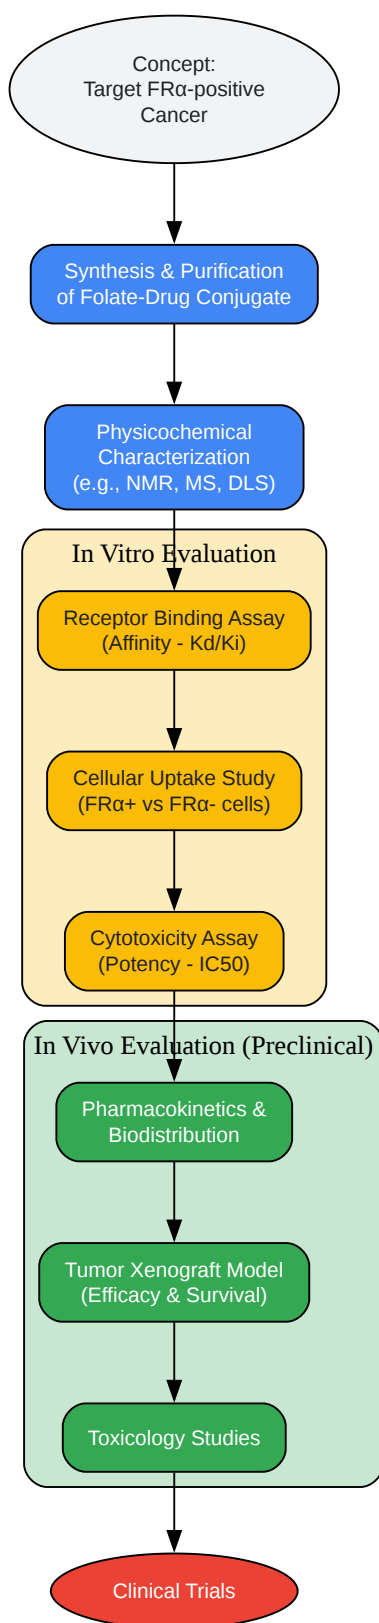 Concept:
Target FRα-positive
Cancer
Synthesis & Purification
of Folate-Drug Conjugate
Physicochemical
Characterization
(e.g., NMR, MS, DLS)
In Vitro Evaluation
Receptor Binding Assay
(Affinity - Kd/Ki)
Cellular Uptake Study
(FRα+ vs FRα- cells)
Cytotoxicity Assay
(Potency - IC50)
In Vivo Evaluation (Preclinical)
Pharmacokinetics &
Biodistribution
Tumor Xenograft Model
(Efficacy & Survival)
Toxicology Studies
Clinical Trials